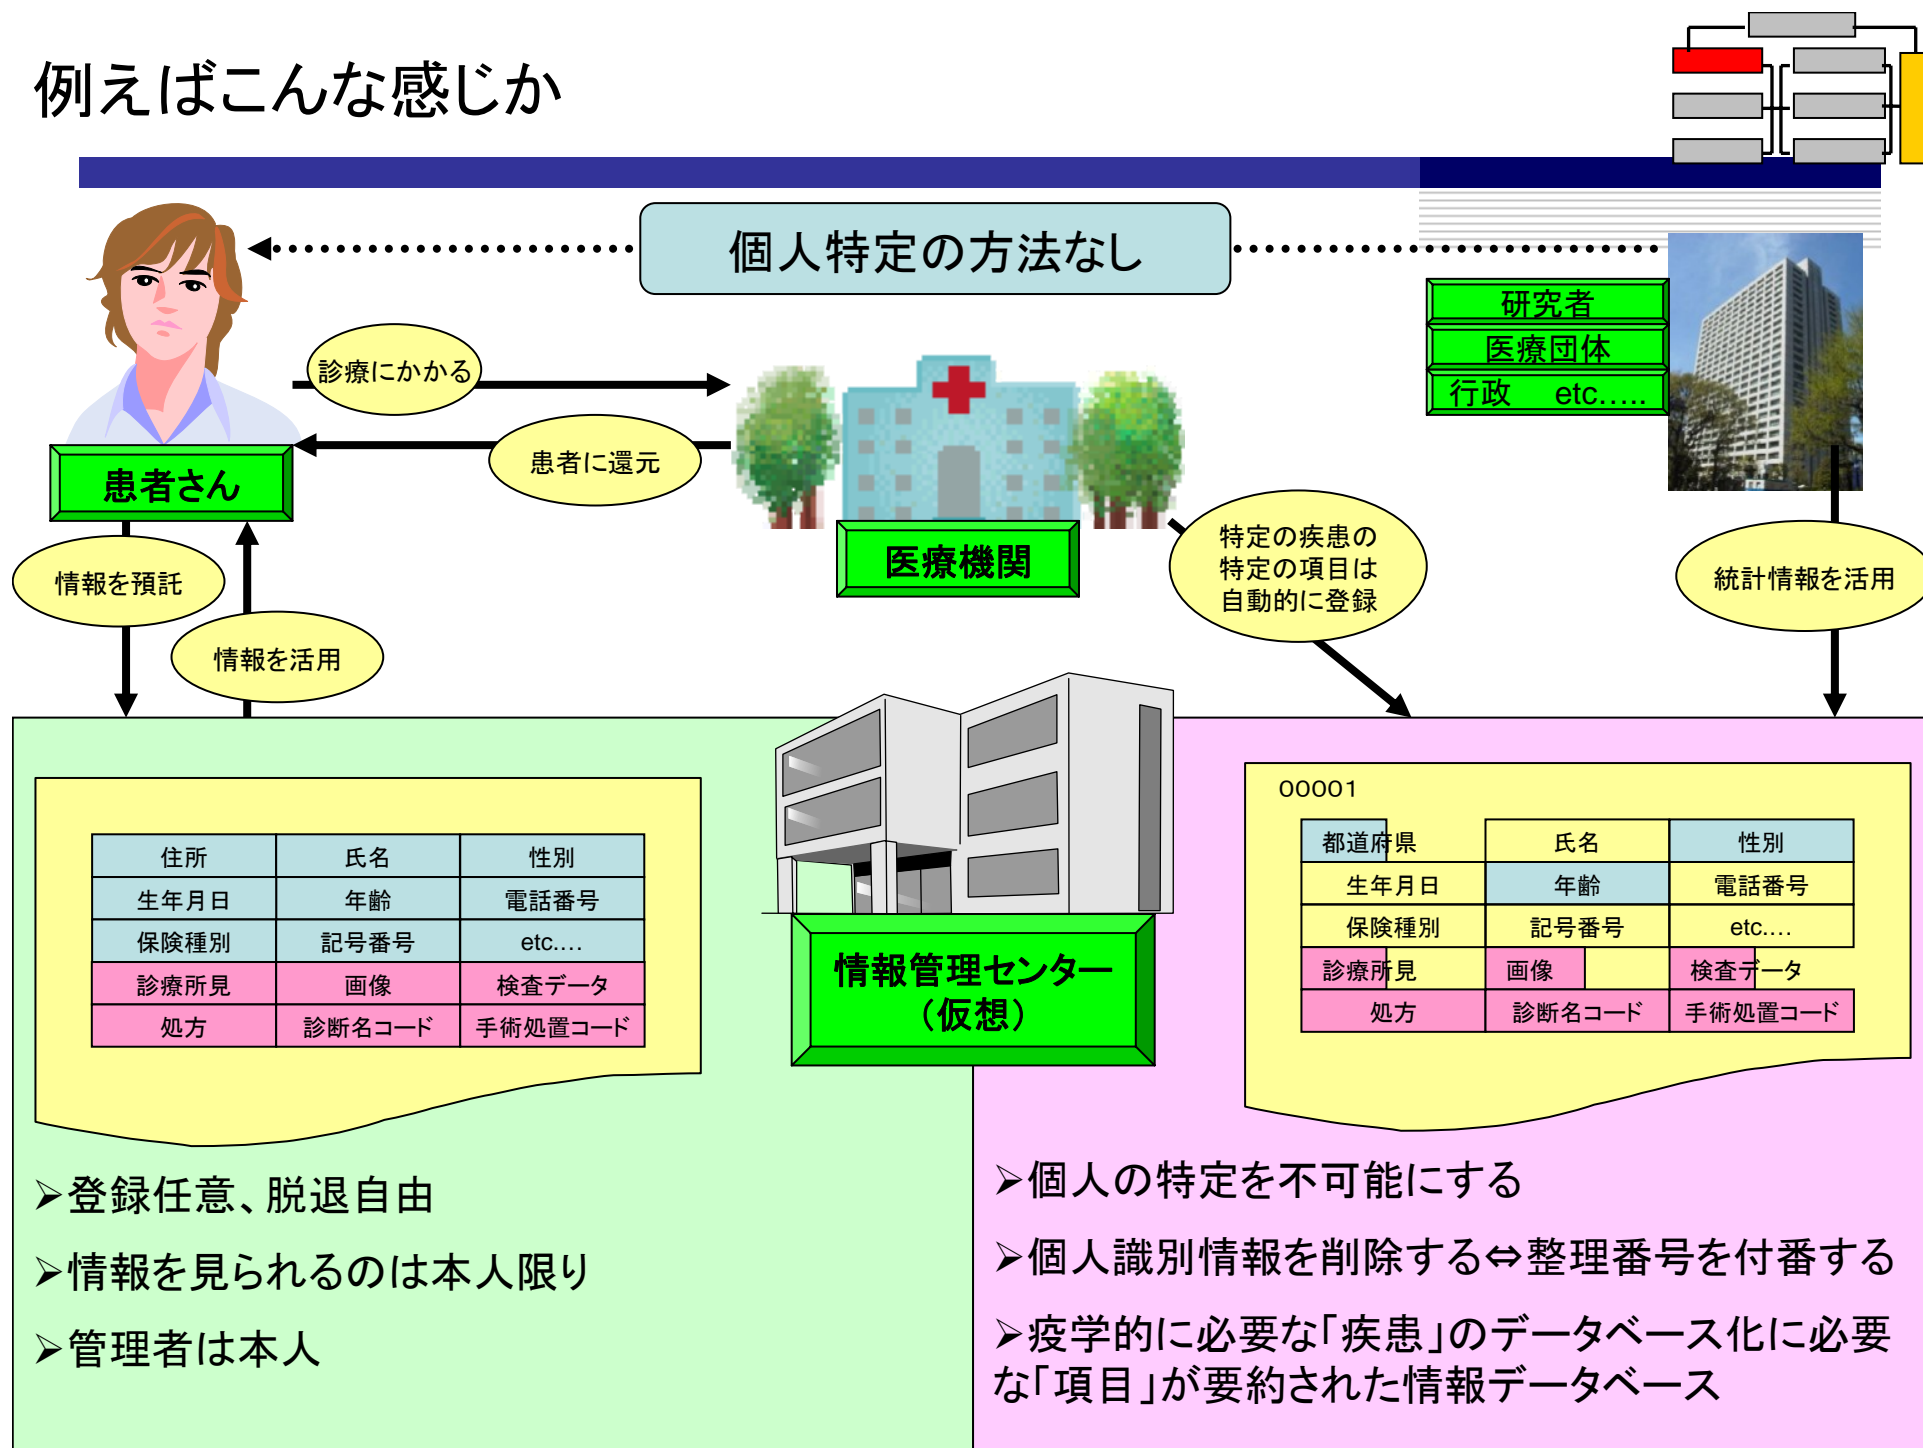 例えばこんな感じか
個人特定の方法なし
研究者
医療団体
行政 etc…..
診療にかかる
患者に還元
患者さん
医療機関
特定の疾患の
特定の項目は
自動的に登録
統計情報を活用
情報を預託
情報を活用
住所 氏名 性別
生年月日 年齢 電話番号
保険種別 記号番号 etc.…
診療所見 画像 検査データ
処方 診断名コード 手術処置コード
情報管理センター
（仮想）
00001
都道府県 氏名 性別
生年月日 年齢 電話番号
保険種別 記号番号 etc.…
診療所見 画像 検査データ
処方 診断名コード 手術処置コード
➢登録任意、脱退自由
➢情報を見られるのは本人限り
➢管理者は本人
➢個人の特定を不可能にする
➢個人識別情報を削除する⇔整理番号を付番する
➢疫学的に必要な「疾患」のデータベース化に必要
な「項目」が要約された情報データベース